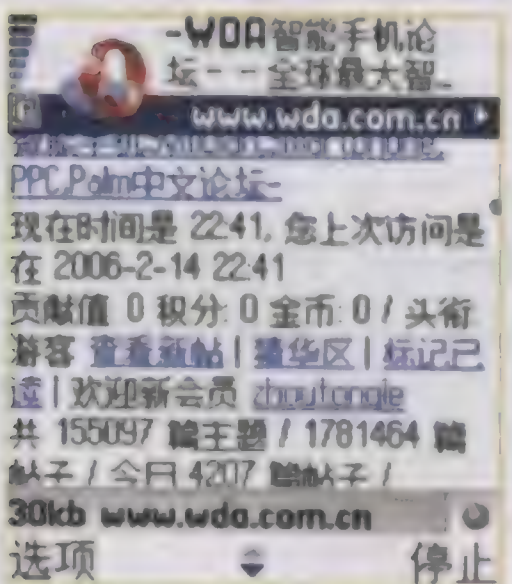 -WDA智能手机论
坛--全球最大智...
www.wda.com.cn
PPC,Palm中文论坛-
现在时间是 22:41, 您上次访问是
在 2006-2-14 22:41
贡献值 0 积分: 0 金币: 0 / 头衔
游客 查看新帖 | 精华区 | 标记已
读 | 欢迎新会员 zhoutongle
共 155097 篇主题 / 1781464 篇
帖子 / 今日 4207 篇帖子 /
30kb www.wda.com.cn
选项 停止